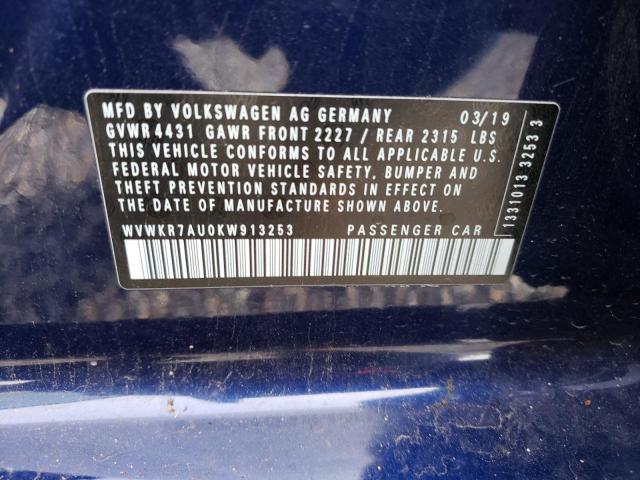 MFD BY VOLKSWAGEN AG GERMANY 03/19
GVWR 4431 GAWR FRONT 2227 / REAR 2315 LBS
THIS VEHICLE CONFORMS TO ALL APPLICABLE U.S.
FEDERAL MOTOR VEHICLE SAFETY, BUMPER AND
THEFT PREVENTION STANDARDS IN EFFECT ON
THE DATE OF MANUFACTURE SHOWN ABOVE.
WVWKR7AU0KW913253 PASSENGER CAR
1331013 3253 3